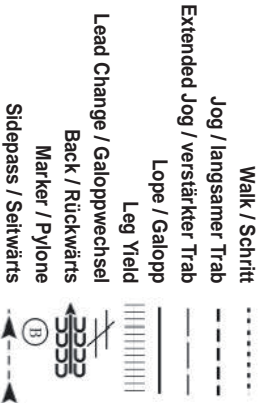 Walk / Schritt
Jog / langsamer Trab
Extended Jog / verstärkter Trab
Lope / Galopp
Leg Yield
Lead Change / Galoppwechsel
Back / Rückwärts
Marker / Pylone
B
Sidepass / Seitwärts